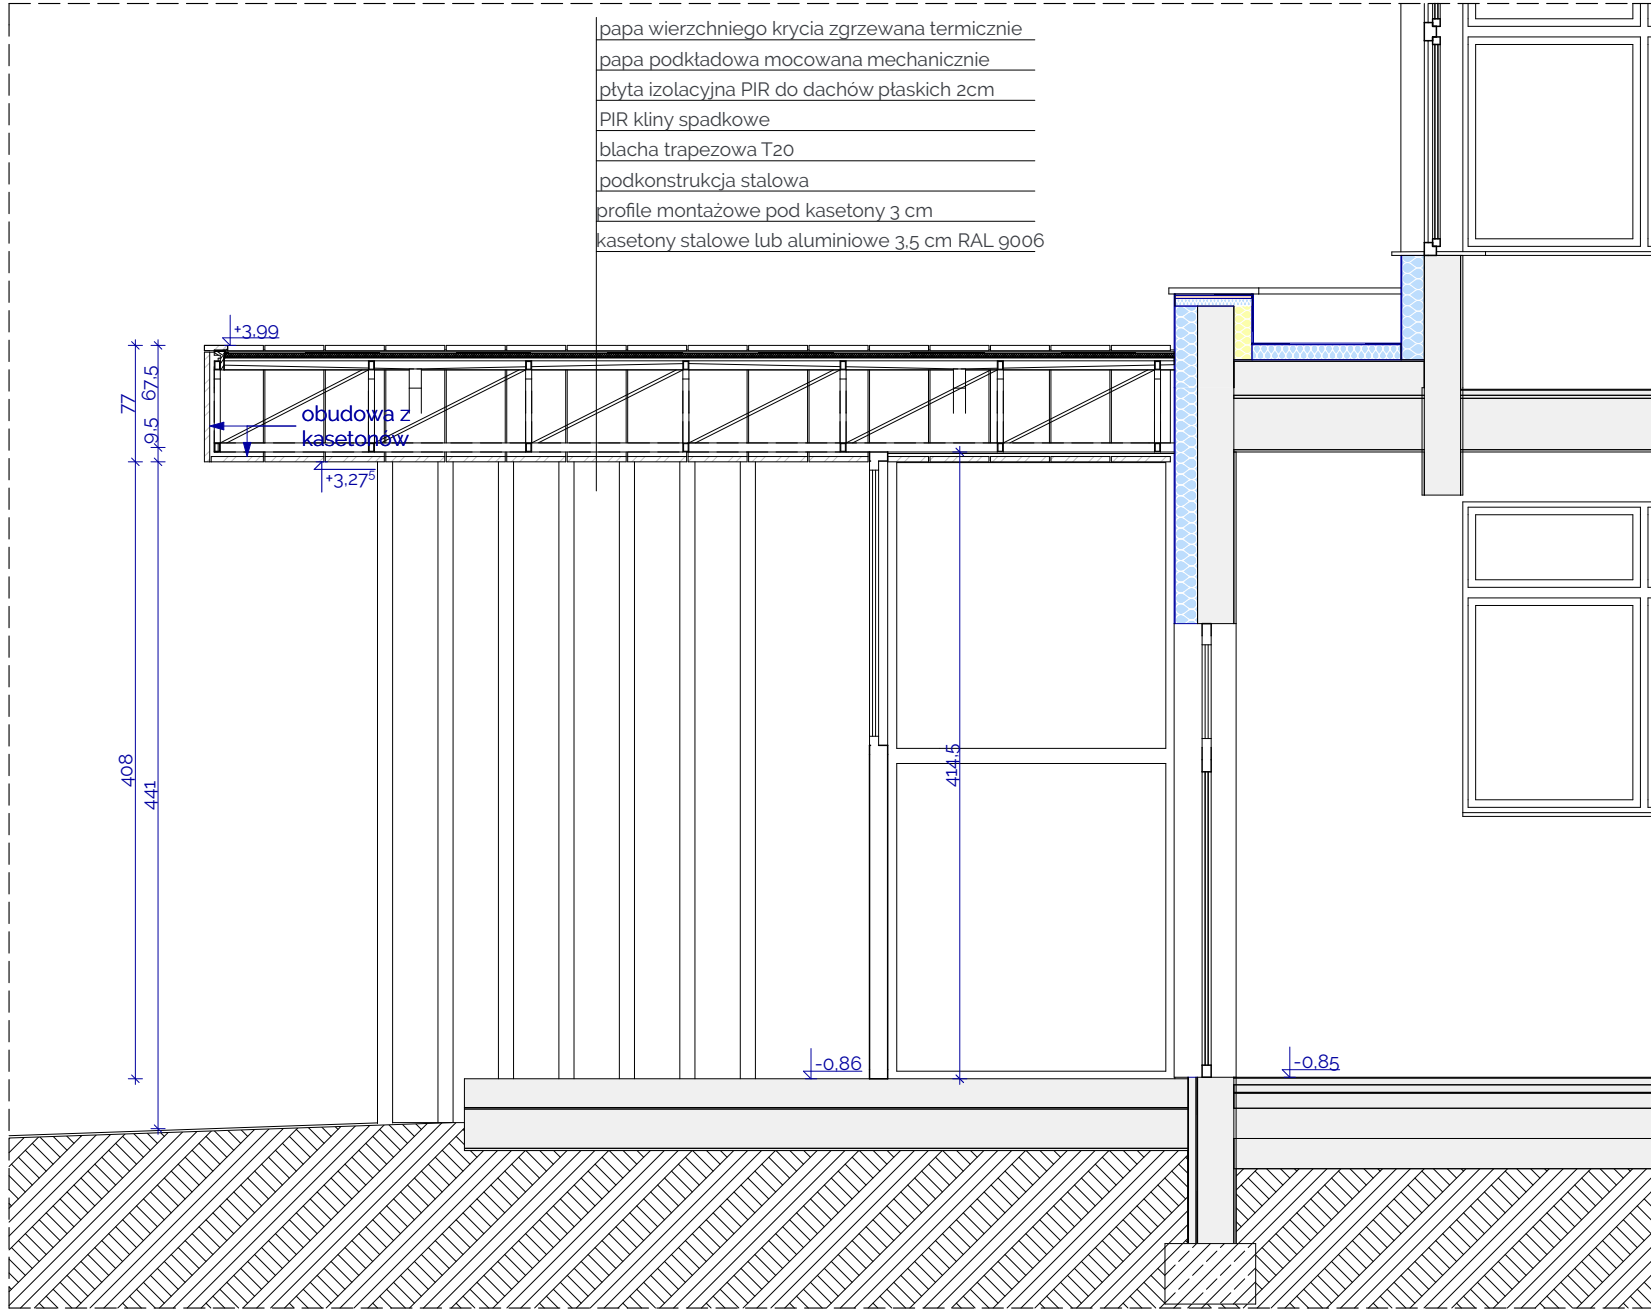 papa wierzchniego krycia zgrzewana termicznie
papa podkładowa mocowana mechanicznie
płyta izolacyjna PIR do dachów płaskich 2cm
PIR kliny spadkowe
blacha trapezowa T20
podkonstrukcja stalowa
profile montażowe pod kasetony 3 cm
kasetony stalowe lub aluminiowe 3,5 cm RAL 9006
+3,99
77
67,5
9,5
obudowa z
kasetonów
+3,27⁵
408
441
414,5
-0,86
-0,85